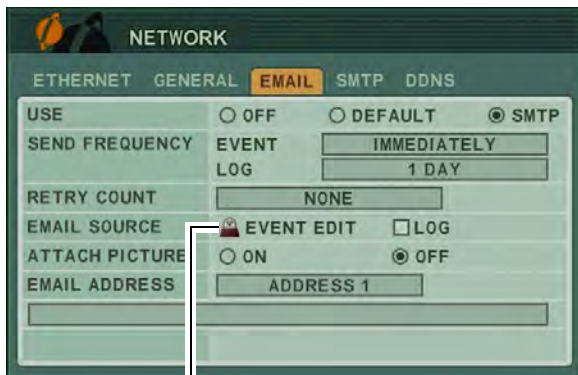 NETWORK
ETHERNET GENERAL EMAIL SMTP DDNS
USE OFF DEFAULT SMTP
SEND FREQUENCY EVENT IMMEDIATELY
LOG 1 DAY
RETRY COUNT NONE
EMAIL SOURCE EVENT EDIT LOG
ATTACH PICTURE ON OFF
EMAIL ADDRESS ADDRESS 1